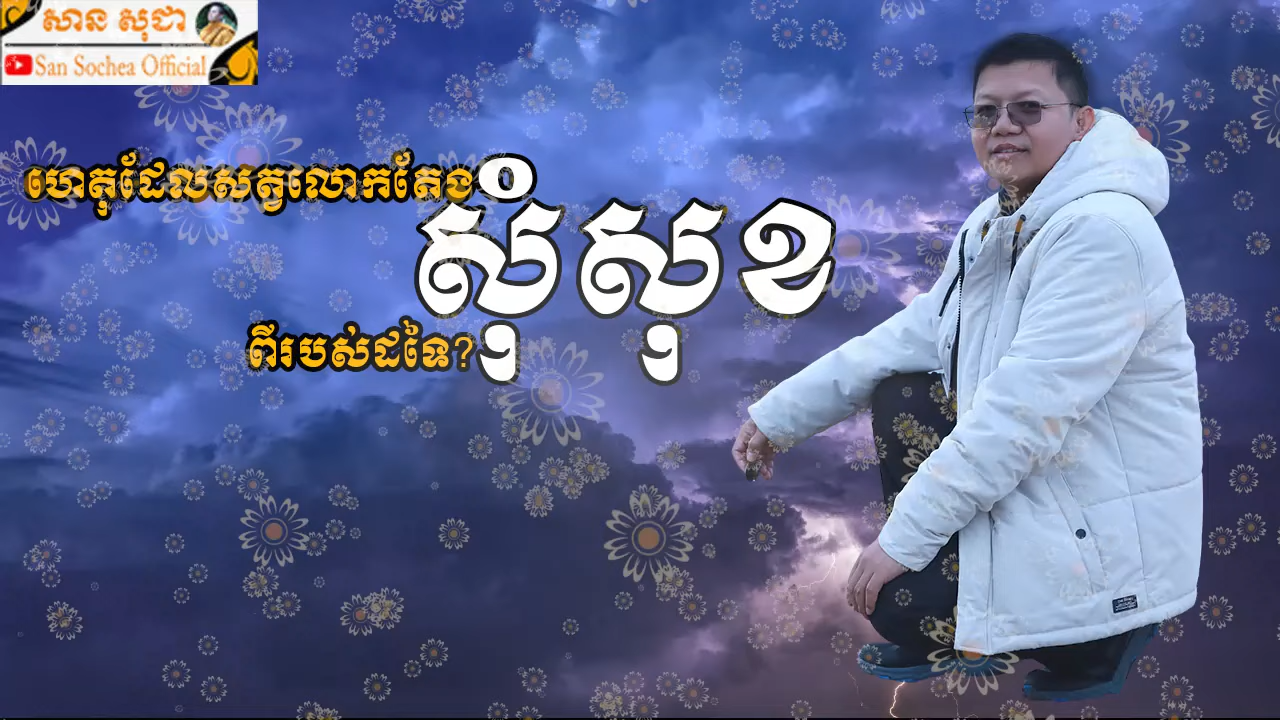 សាន សុជា
San Sochea Official
ហេតុដែលសត្វលោកតែង
សុំសុខ
ពីរបស់ដទៃ?